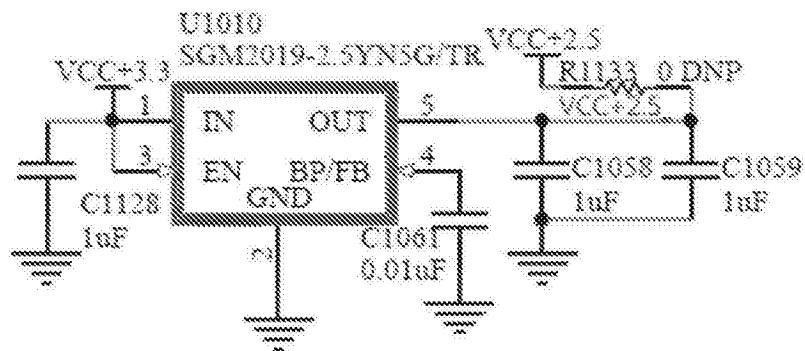 U1010
SGM2019-2.5YN5G/TR
VCC+3.3
VCC+2.5
R1133 0 DNP
VCC+2.5
1 IN OUT 5
3 EN BP/FB 4
GND
2
C1128
1uF
C1061
0.01uF
C1058
1uF
C1059
1uF